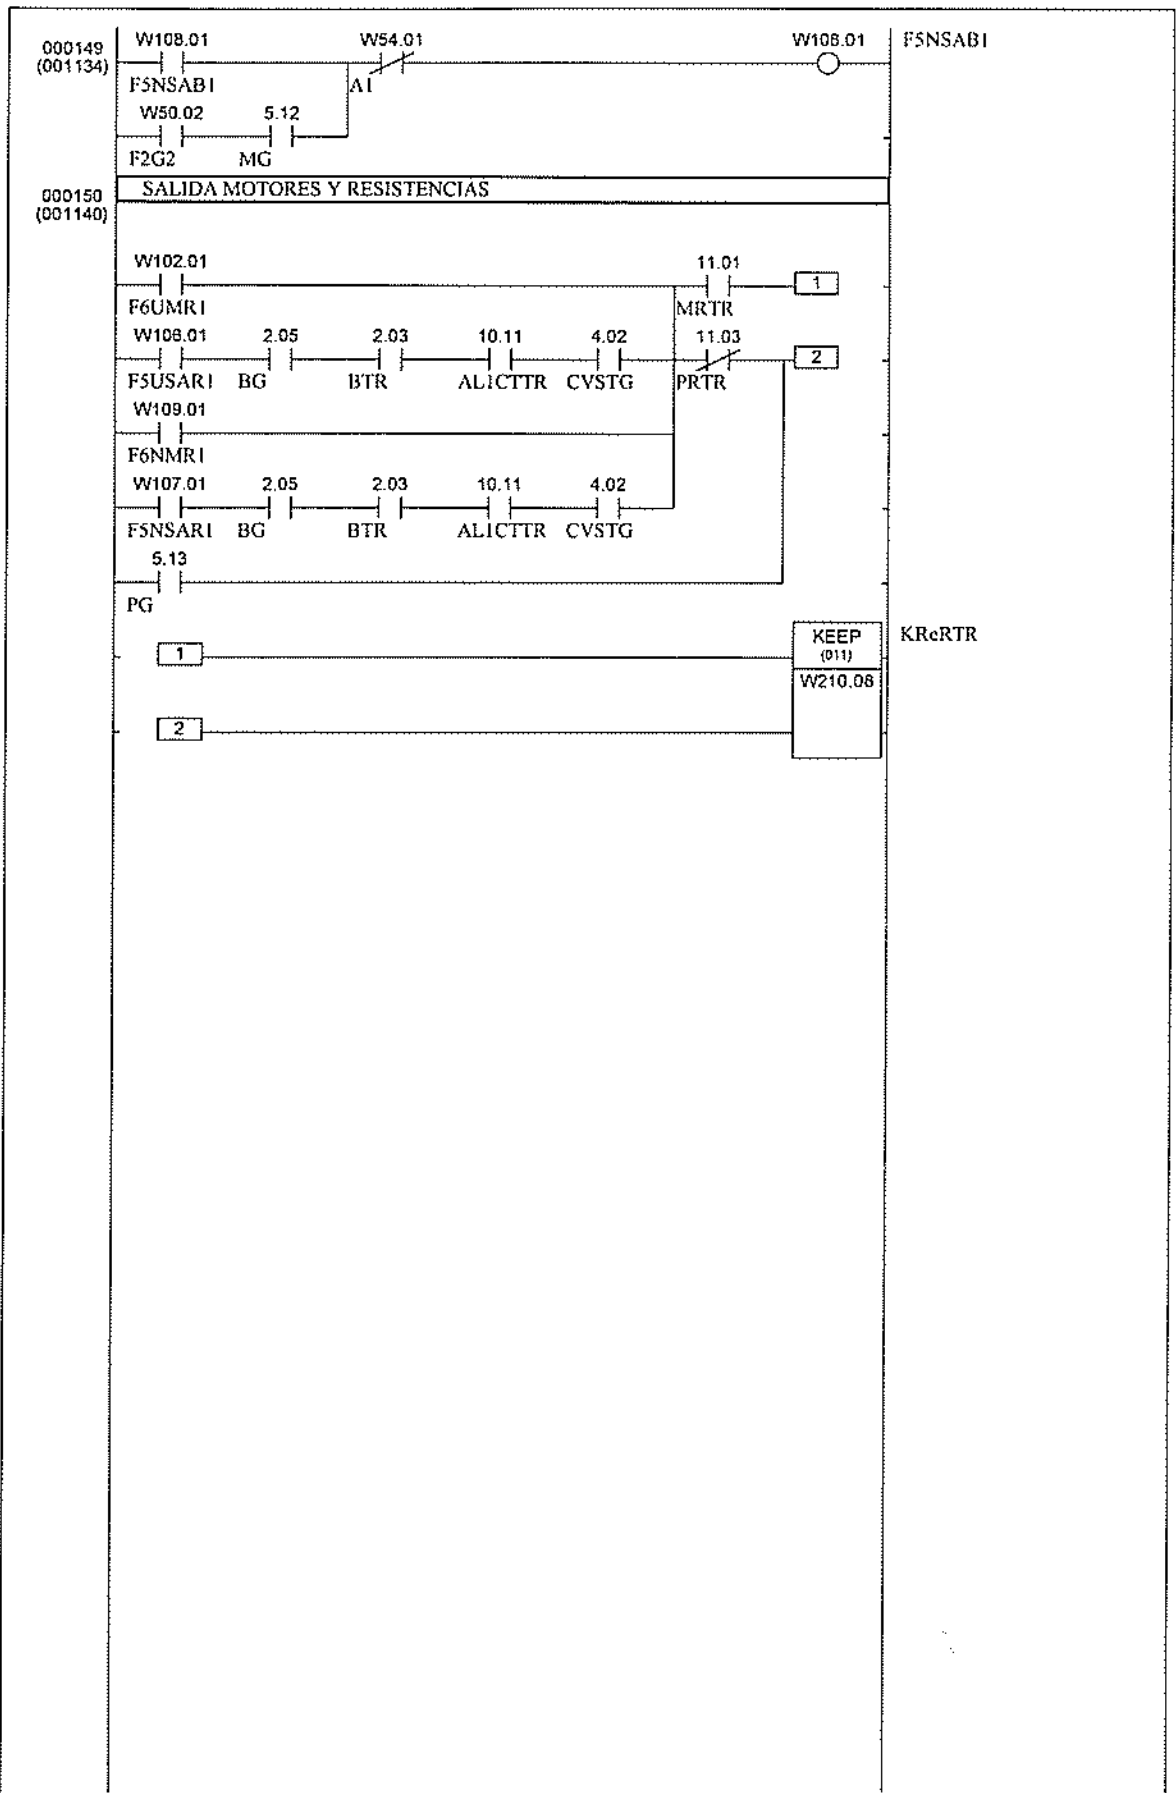 000149
(001134)
W108.01 W54.01 W108.01 F5NSAB1
F5NSAB1 A1
W50.02 5.12
F2G2 MG
000150
(001140)
SALIDA MOTORES Y RESISTENCIAS
W102.01 11.01
1
F6UMR1 MRTR
W106.01 2.05 2.03 10.11 4.02 11.03
2
F5USAR1 BG BTR AL1CTTR CVSTG PRTR
W109.01
F6NMR1
W107.01 2.05 2.03 10.11 4.02
F5NSAR1 BG BTR AL1CTTR CVSTG
5.13
PG
1 KEEP KReRTR
(011)
W210.08
2